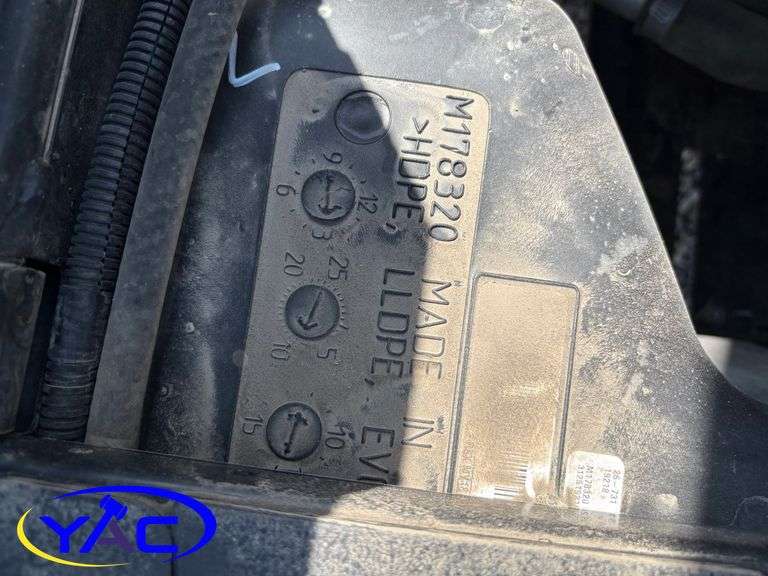 M178320 MADE IN
>HDPE, LLDPE, EV
9 12 6 3
25 20 5 10
15 10
YAC